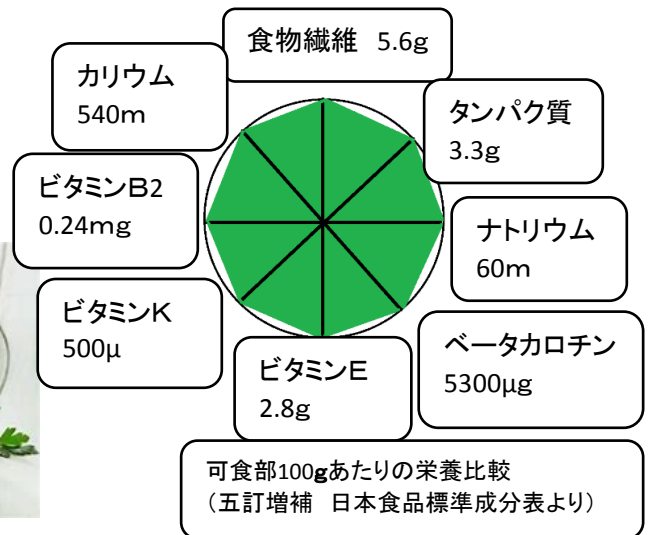 食物繊維 5.6g
カリウム
540m
タンパク質
3.3g
ビタミンB2
0.24mg
ナトリウム
60m
ビタミンK
500μ
ベータカロチン
5300μg
ビタミンE
2.8g
可食部100gあたりの栄養比較
(五訂増補 日本食品標準成分表より)